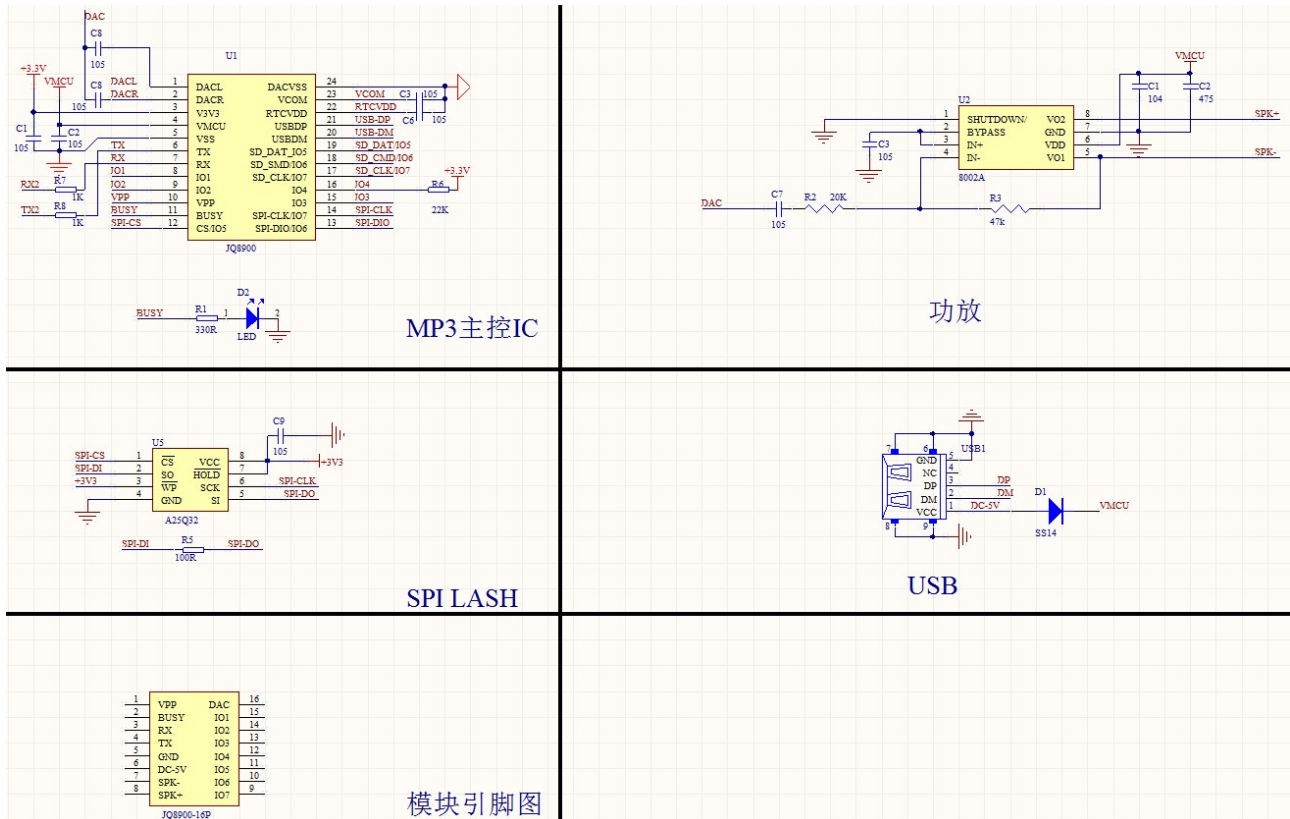 DAC
C8
105
U1
+3.3V
VMCU
C8
105
DACL
DACR
C1
105
C2
105
TX
RX
IO1
IO2
VPP
BUSY
SPI-CS
RX2
R7
1K
TX2
R8
1K
1 DACL DACVSS 24
2 DACR VCOM 23
3 V3V3 RTCVDD 22
4 VMCU USBDP 21
5 VSS USBDM 20
6 TX SD_DAT_IO5 19
7 RX SD_SMD/IO6 18
8 IO1 SD_CLK/IO7 17
9 IO2 IO4 16
10 VPP IO3 15
11 BUSY SPI-CLK/IO7 14
12 CS/IO5 SPI-DIO/IO6 13
JQ8900
VCOM
C3 105
RTCVDD
C6
105
USB-DP
USB-DM
SD_DAT/IO5
SD_CMD/IO6
SD_CLK/IO7
+3.3V
IO4
R6
22K
IO3
SPI-CLK
SPI-DIO
D2
BUSY
R1
330R
1
2
LED
MP3主控IC
VMCU
C1
104
C2
475
U2
1 SHUTDOWN/ VO2 8
2 BYPASS GND 7
3 IN+ VDD 6
4 IN- VO1 5
8002A
SPK+
SPK-
C3
105
DAC
C7
105
R2 20K
R3
47k
功放
C9
105
U5
SPI-CS 1 CS VCC 8
SPI-DI 2 SO HOLD 7
+3V3 3 WP SCK 6 SPI-CLK
4 GND SI 5 SPI-DO
+3V3
A25Q32
SPI-DI R5 SPI-DO
100R
SPI LASH
7
6
USB1
GND 5
NC 4
DP 3 DP
DM 2 DM
VCC 1 DC-5V
8
9
D1
SS14
VMCU
USB
1 VPP DAC 16
2 BUSY IO1 15
3 RX IO2 14
4 TX IO3 13
5 GND IO4 12
6 DC-5V IO5 11
7 SPK- IO6 10
8 SPK+ IO7 9
JQ8900-16P
模块引脚图